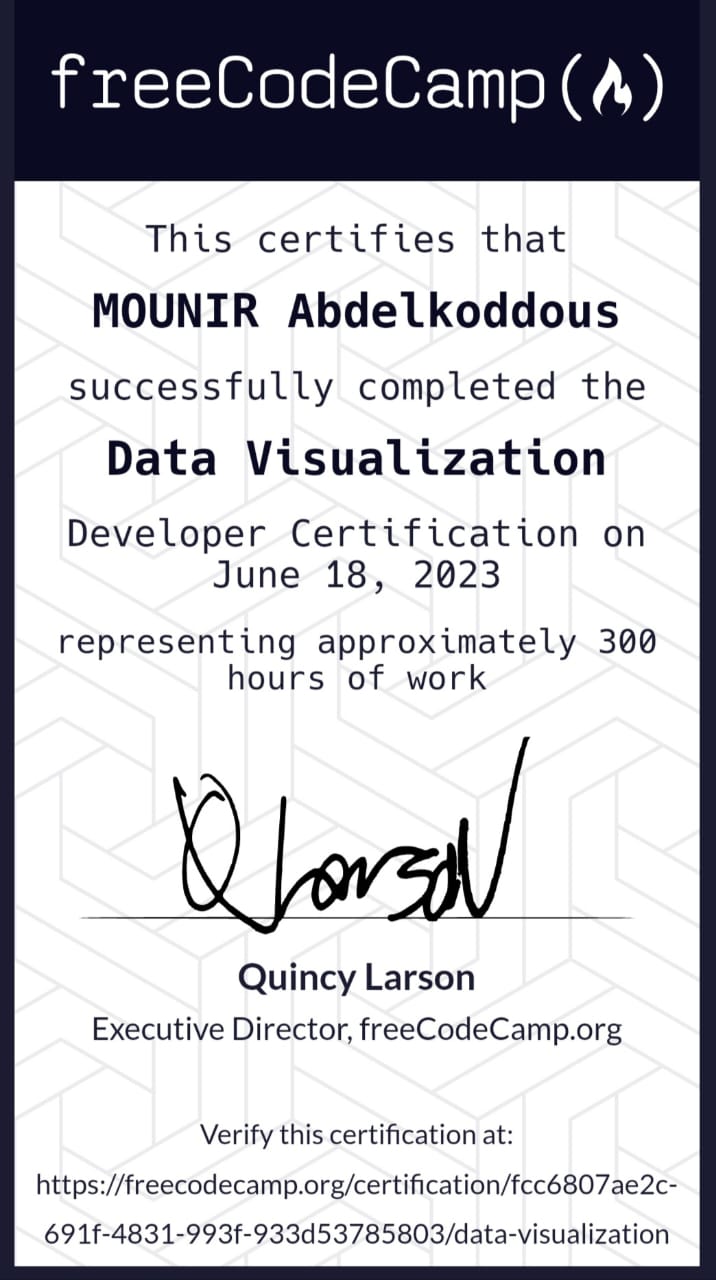 freeCodeCamp(🔥)
This certifies that
MOUNIR Abdelkoddous
successfully completed the
Data Visualization
Developer Certification on
June 18, 2023
representing approximately 300
hours of work
QLarson
Quincy Larson
Executive Director, freeCodeCamp.org
Verify this certification at:
https://freecodecamp.org/certification/fcc6807ae2c-
691f-4831-993f-933d53785803/data-visualization